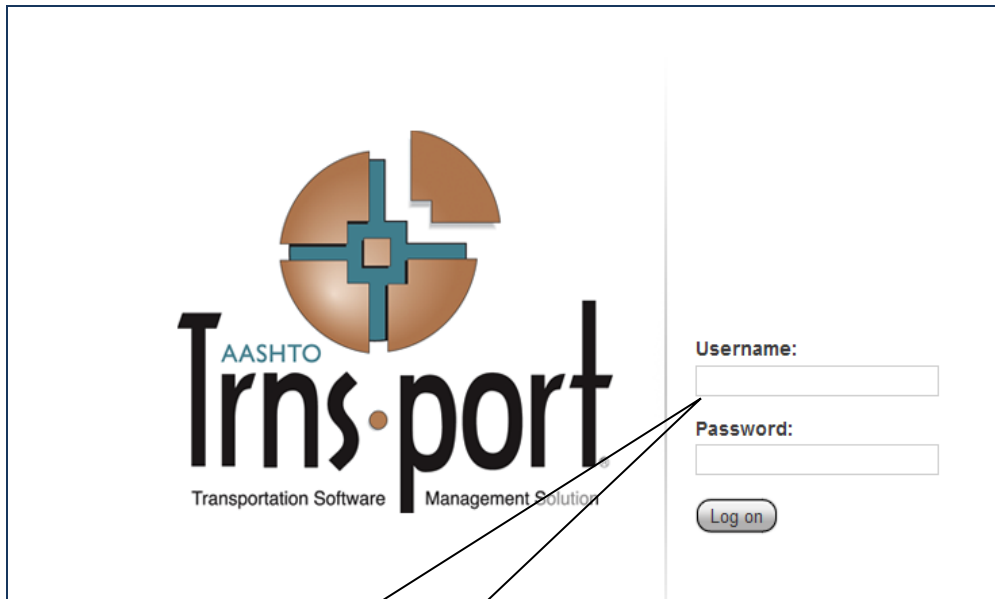 AASHTO
Trns•port®
Transportation Software Management Solution
Username:
Password:
Log on